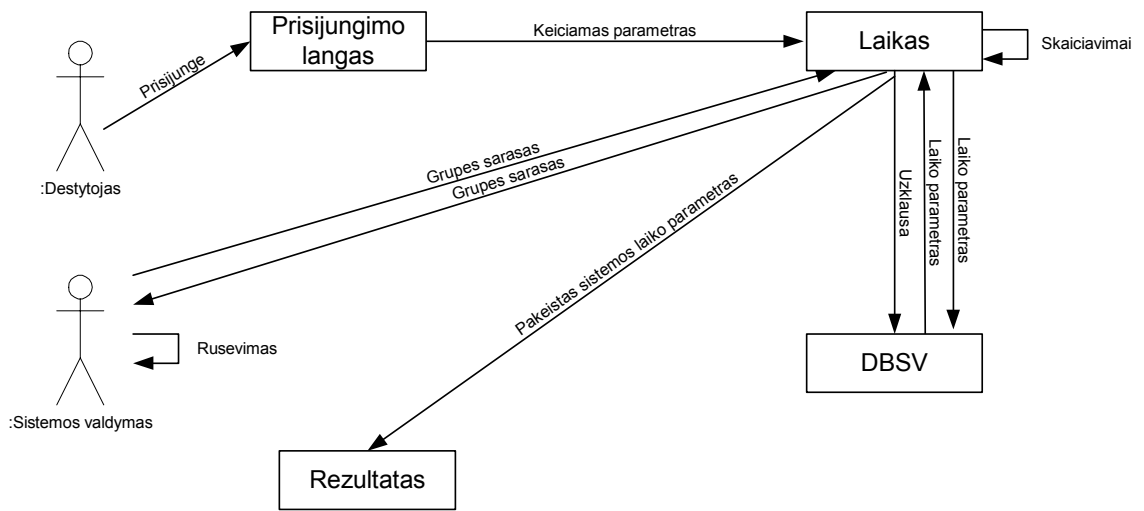 Prisijungimo
langas
Keiciamas parametras
Laikas
Skaiciavimai
Prisijunge
:Destytojas
Grupes sarasas
Grupes sarasas
Pakeistas sistemos laiko parametras
Uzklausa
Laiko parametras
Laiko parametras
Rusevimas
:Sistemos valdymas
DBSV
Rezultatas